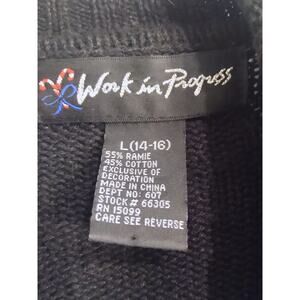 Work in Progress
L (14-16)
55% RAMIE
45% COTTON
EXCLUSIVE OF
DECORATION
MADE IN CHINA
DEPT NO: 607
STOCK# 66305
RN 15099
CARE SEE REVERSE